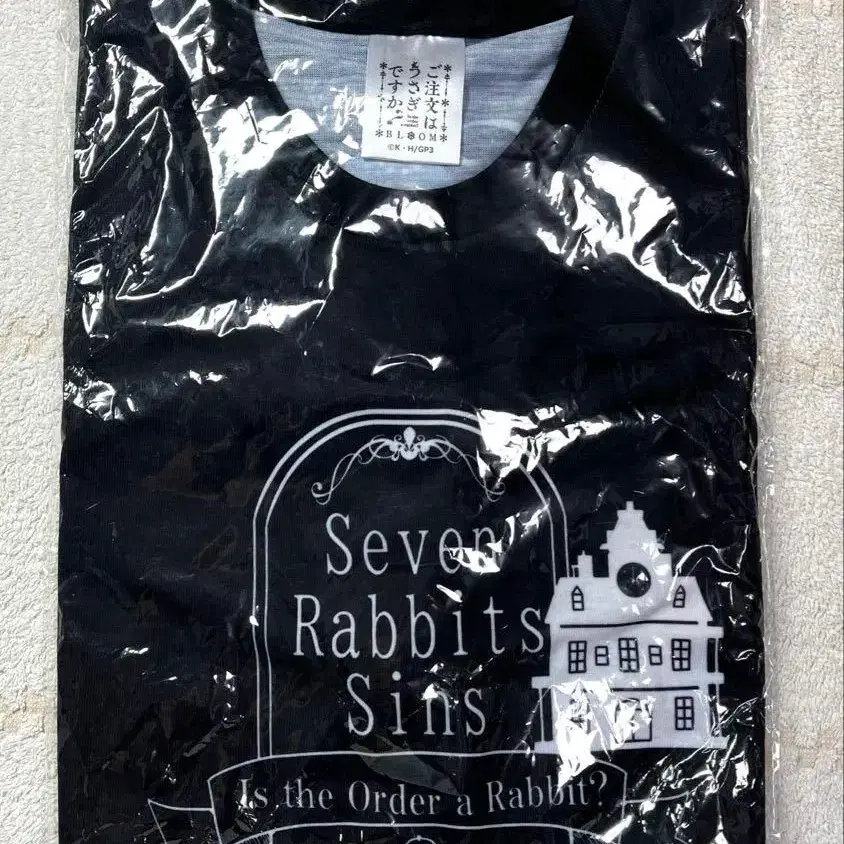 ご注文は
うさぎ
ですか?
BLOOM
©K・H/GP3
Seven
Rabbits
Sins
Is the Order a Rabbit?